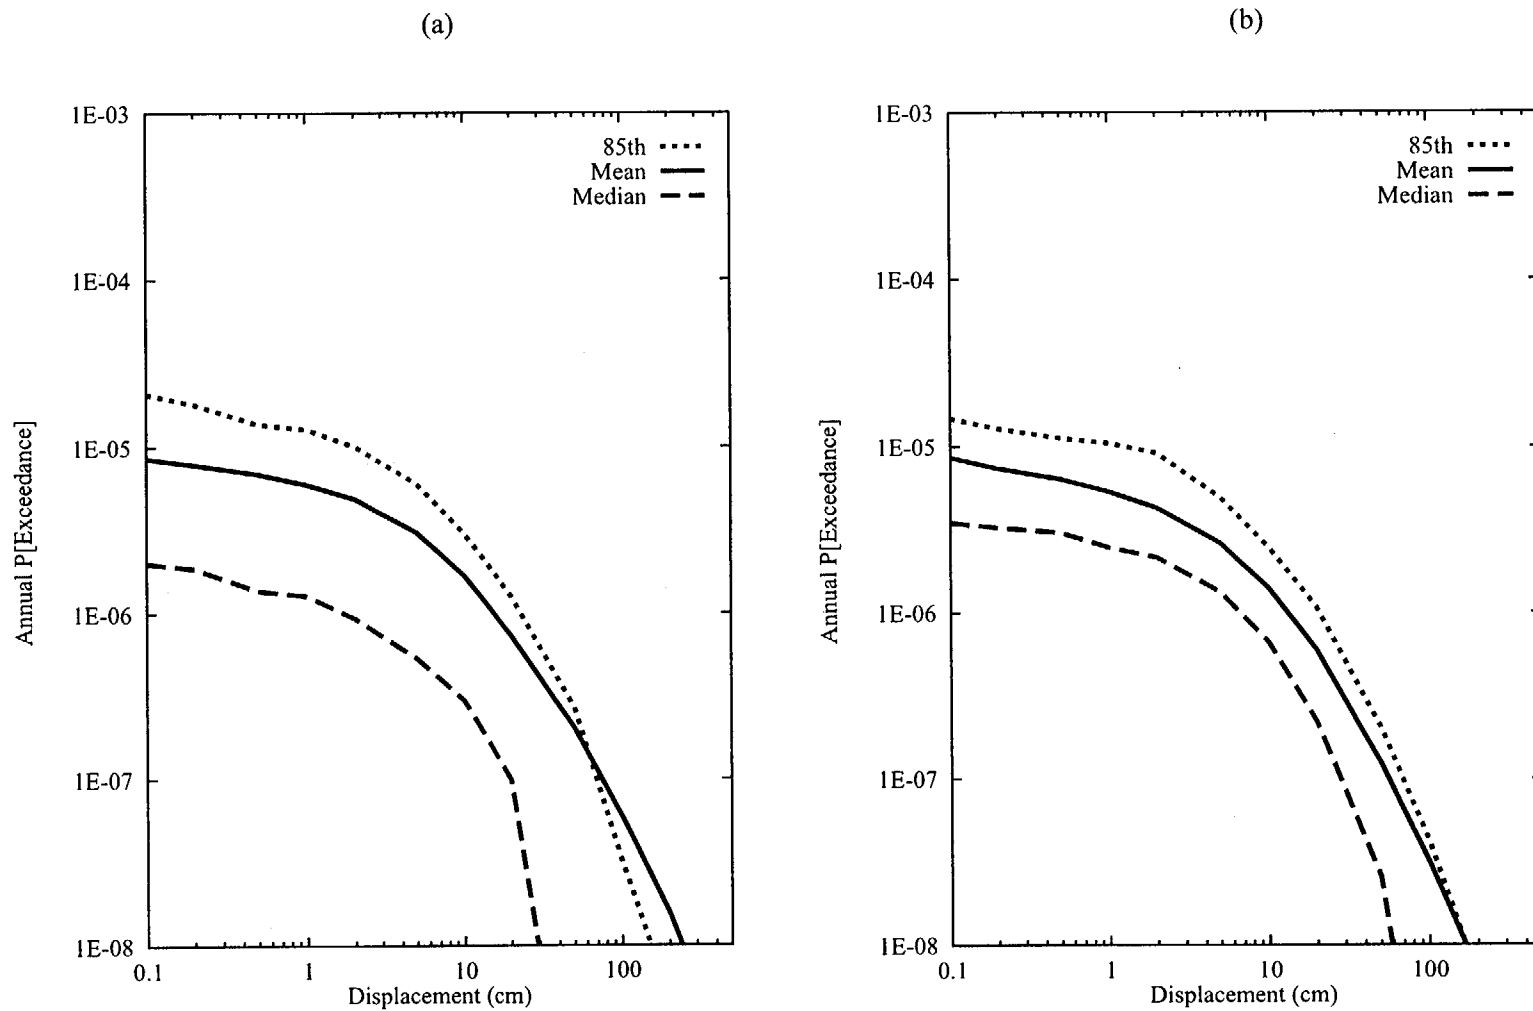 (a)
1E-03
1E-04
1E-05
1E-06
1E-07
1E-08
0.1
1
10
100
Displacement (cm)
Annual P[Exceedance]
85th
Mean
Median
(b)
1E-03
1E-04
1E-05
1E-06
1E-07
1E-08
0.1
1
10
100
Displacement (cm)
Annual P[Exceedance]
85th
Mean
Median